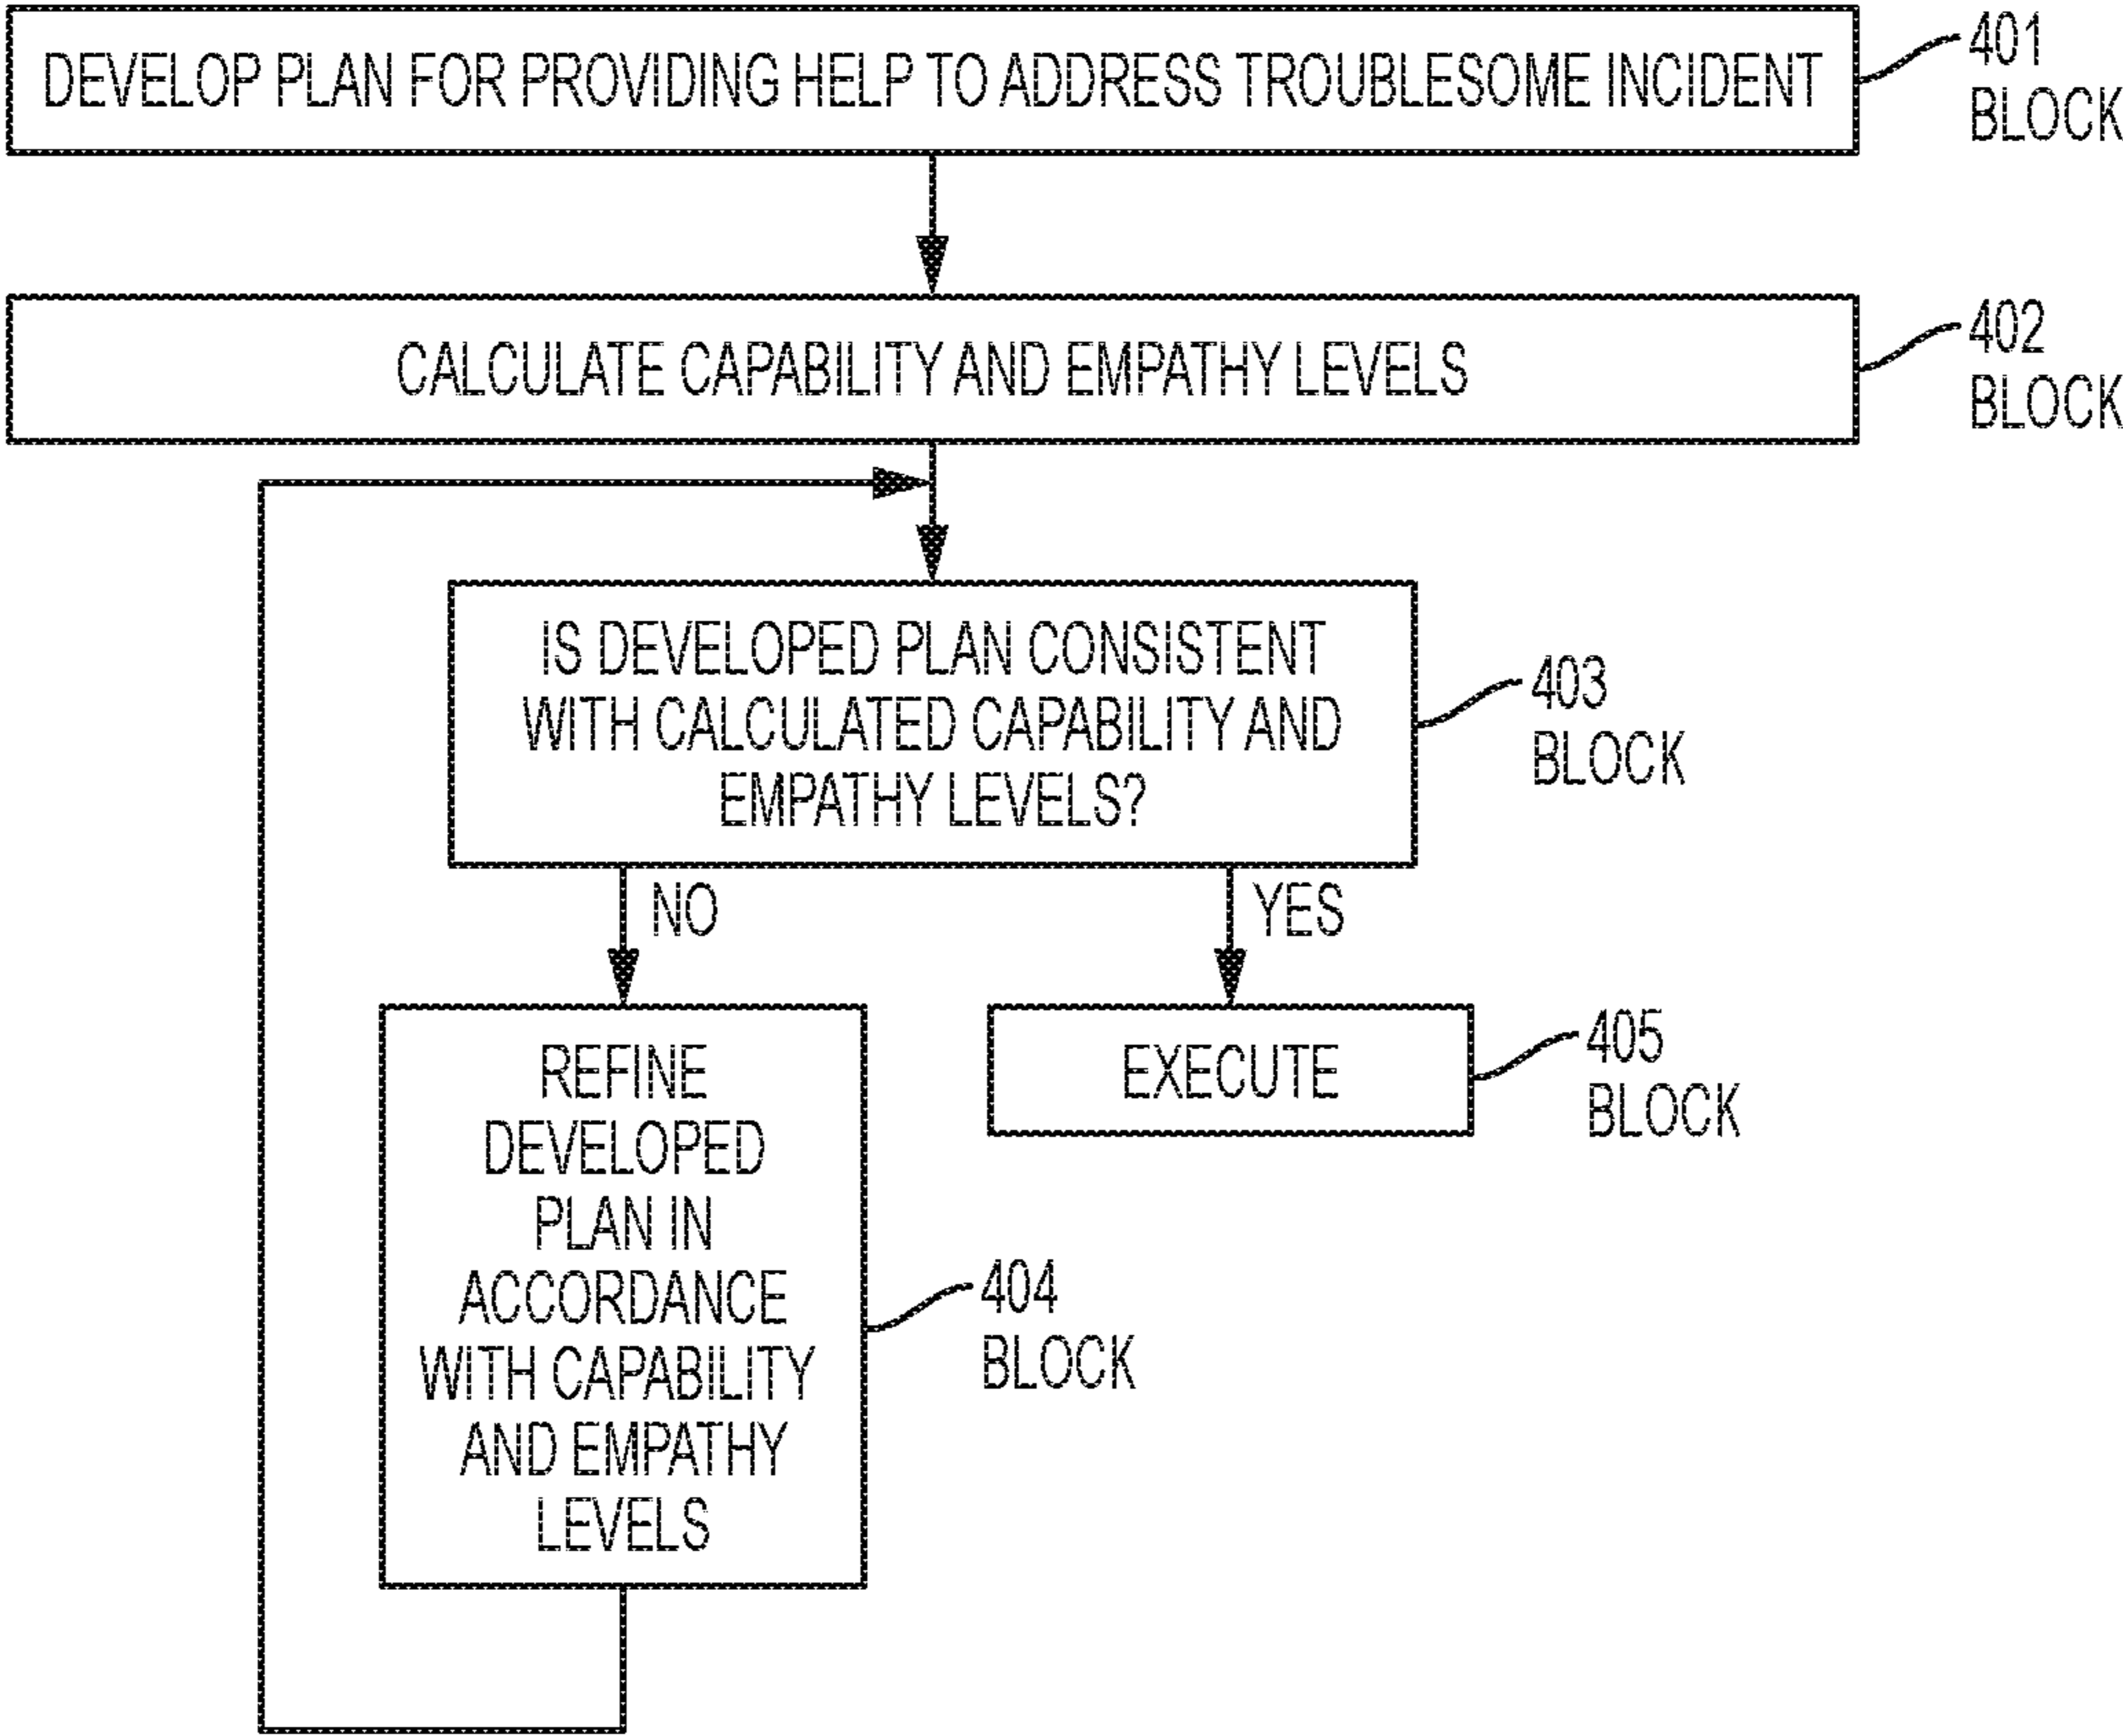 DEVELOP PLAN FOR PROVIDING HELP TO ADDRESS TROUBLESOME INCIDENT
401
BLOCK
CALCULATE CAPABILITY AND EMPATHY LEVELS
402
BLOCK
IS DEVELOPED PLAN CONSISTENT
WITH CALCULATED CAPABILITY AND
EMPATHY LEVELS?
403
BLOCK
NO
YES
REFINE
DEVELOPED
PLAN IN
ACCORDANCE
WITH CAPABILITY
AND EMPATHY
LEVELS
404
BLOCK
EXECUTE
405
BLOCK